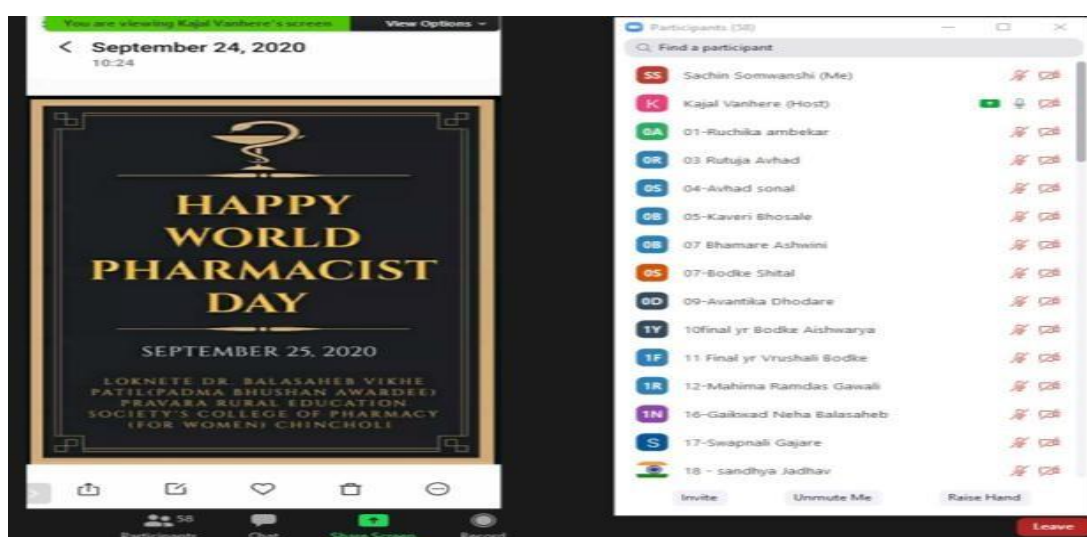 You are viewing Kajal Vanhere's screen
View Options
September 24, 2020
10:24
HAPPY
WORLD
PHARMACIST
DAY
SEPTEMBER 25, 2020
LOKNETE DR. BALASAHEB VIKHE
PATIL(PADMA BHUSHAN AWARDEE)
PRAVARA RURAL EDUCATION
SOCIETY'S COLLEGE OF PHARMACY
(FOR WOMEN) CHINCHOLI
58
Participants
Chat
Share Screen
Record
Participants (58)
Find a participant
SS Sachin Somwanshi (Me)
K Kajal Vanhere (Host)
0A 01-Ruchika ambekar
0R 03 Rutuja Avhad
0S 04-Avhad sonal
0B 05-Kaveri Bhosale
0B 07 Bhamare Ashwini
0S 07-Bodke Shital
0D 09-Avantika Dhodare
1Y 10final yr Bodke Aishwarya
1F 11 Final yr Vrushali Bodke
1R 12-Mahima Ramdas Gawali
1N 16-Gaikwad Neha Balasaheb
S 17-Swapnali Gajare
18 - sandhya Jadhav
Invite
Unmute Me
Raise Hand
Leave